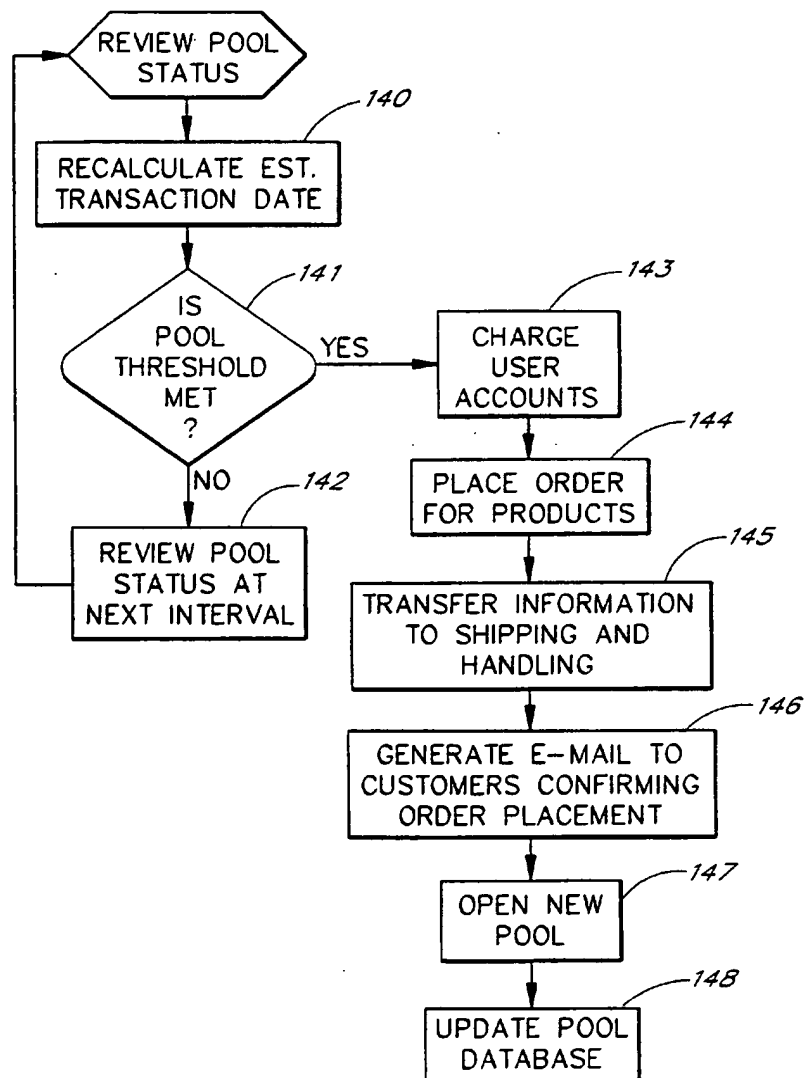 REVIEW POOL
STATUS
140
RECALCULATE EST.
TRANSACTION DATE
141
IS
POOL
THRESHOLD
MET
?
YES
NO
142
REVIEW POOL
STATUS AT
NEXT INTERVAL
143
CHARGE
USER
ACCOUNTS
144
PLACE ORDER
FOR PRODUCTS
145
TRANSFER INFORMATION
TO SHIPPING AND
HANDLING
146
GENERATE E-MAIL TO
CUSTOMERS CONFIRMING
ORDER PLACEMENT
147
OPEN NEW
POOL
148
UPDATE POOL
DATABASE